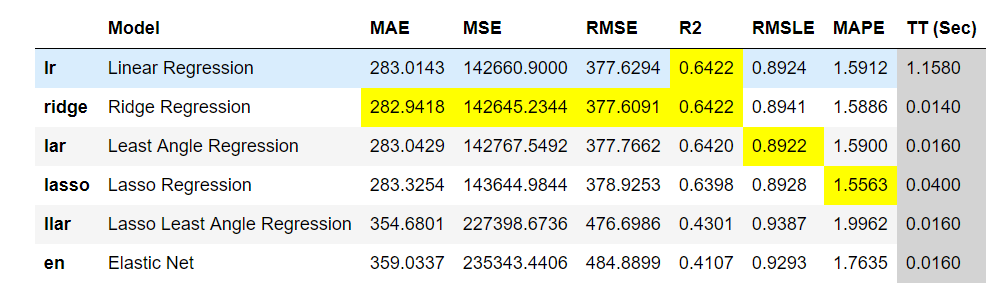 Model MAE MSE RMSE R2 RMSLE MAPE TT (Sec)
lr Linear Regression 283.0143 142660.9000 377.6294 0.6422 0.8924 1.5912 1.1580
ridge Ridge Regression 282.9418 142645.2344 377.6091 0.6422 0.8941 1.5886 0.0140
lar Least Angle Regression 283.0429 142767.5492 377.7662 0.6420 0.8922 1.5900 0.0160
lasso Lasso Regression 283.3254 143644.9844 378.9253 0.6398 0.8928 1.5563 0.0400
llar Lasso Least Angle Regression 354.6801 227398.6736 476.6986 0.4301 0.9387 1.9962 0.0160
en Elastic Net 359.0337 235343.4406 484.8899 0.4107 0.9293 1.7635 0.0160